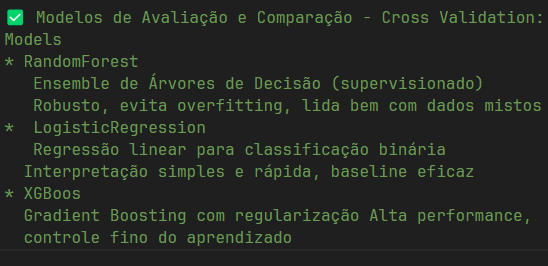 ✅ Modelos de Avaliação e Comparação - Cross Validation:
Models
* RandomForest
Ensemble de Árvores de Decisão (supervisionado)
Robusto, evita overfitting, lida bem com dados mistos
* LogisticRegression
Regressão linear para classificação binária
Interpretação simples e rápida, baseline eficaz
* XGBoos
Gradient Boosting com regularização Alta performance,
controle fino do aprendizado